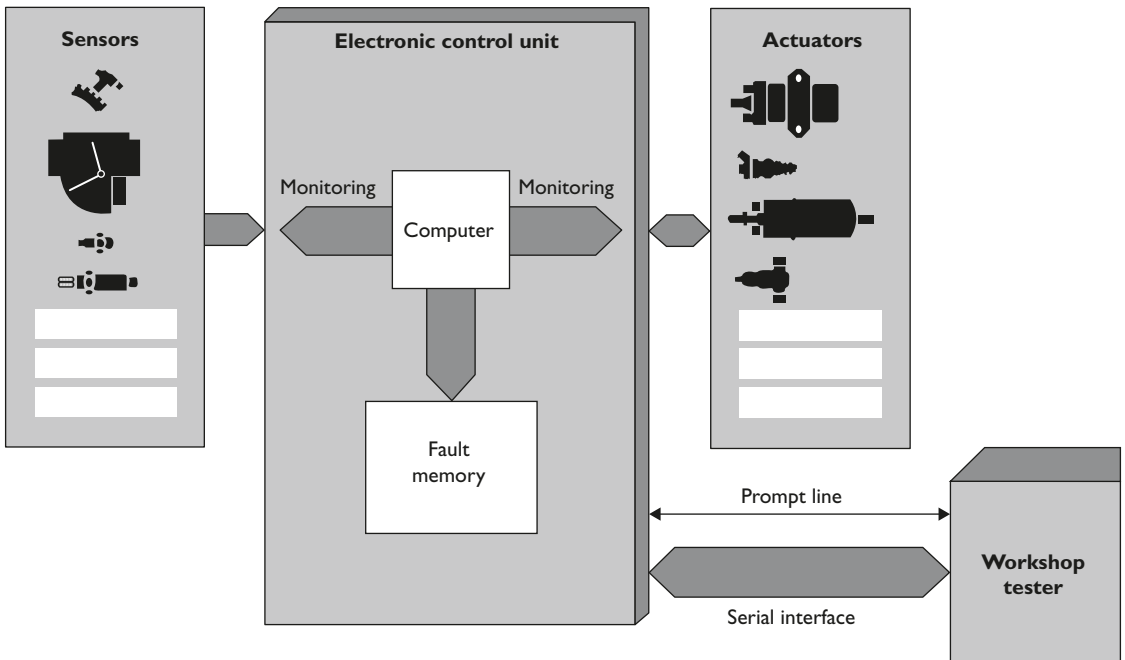 Sensors
Electronic control unit
Actuators
Monitoring
Monitoring
Computer
Fault
memory
Prompt line
Workshop
tester
Serial interface